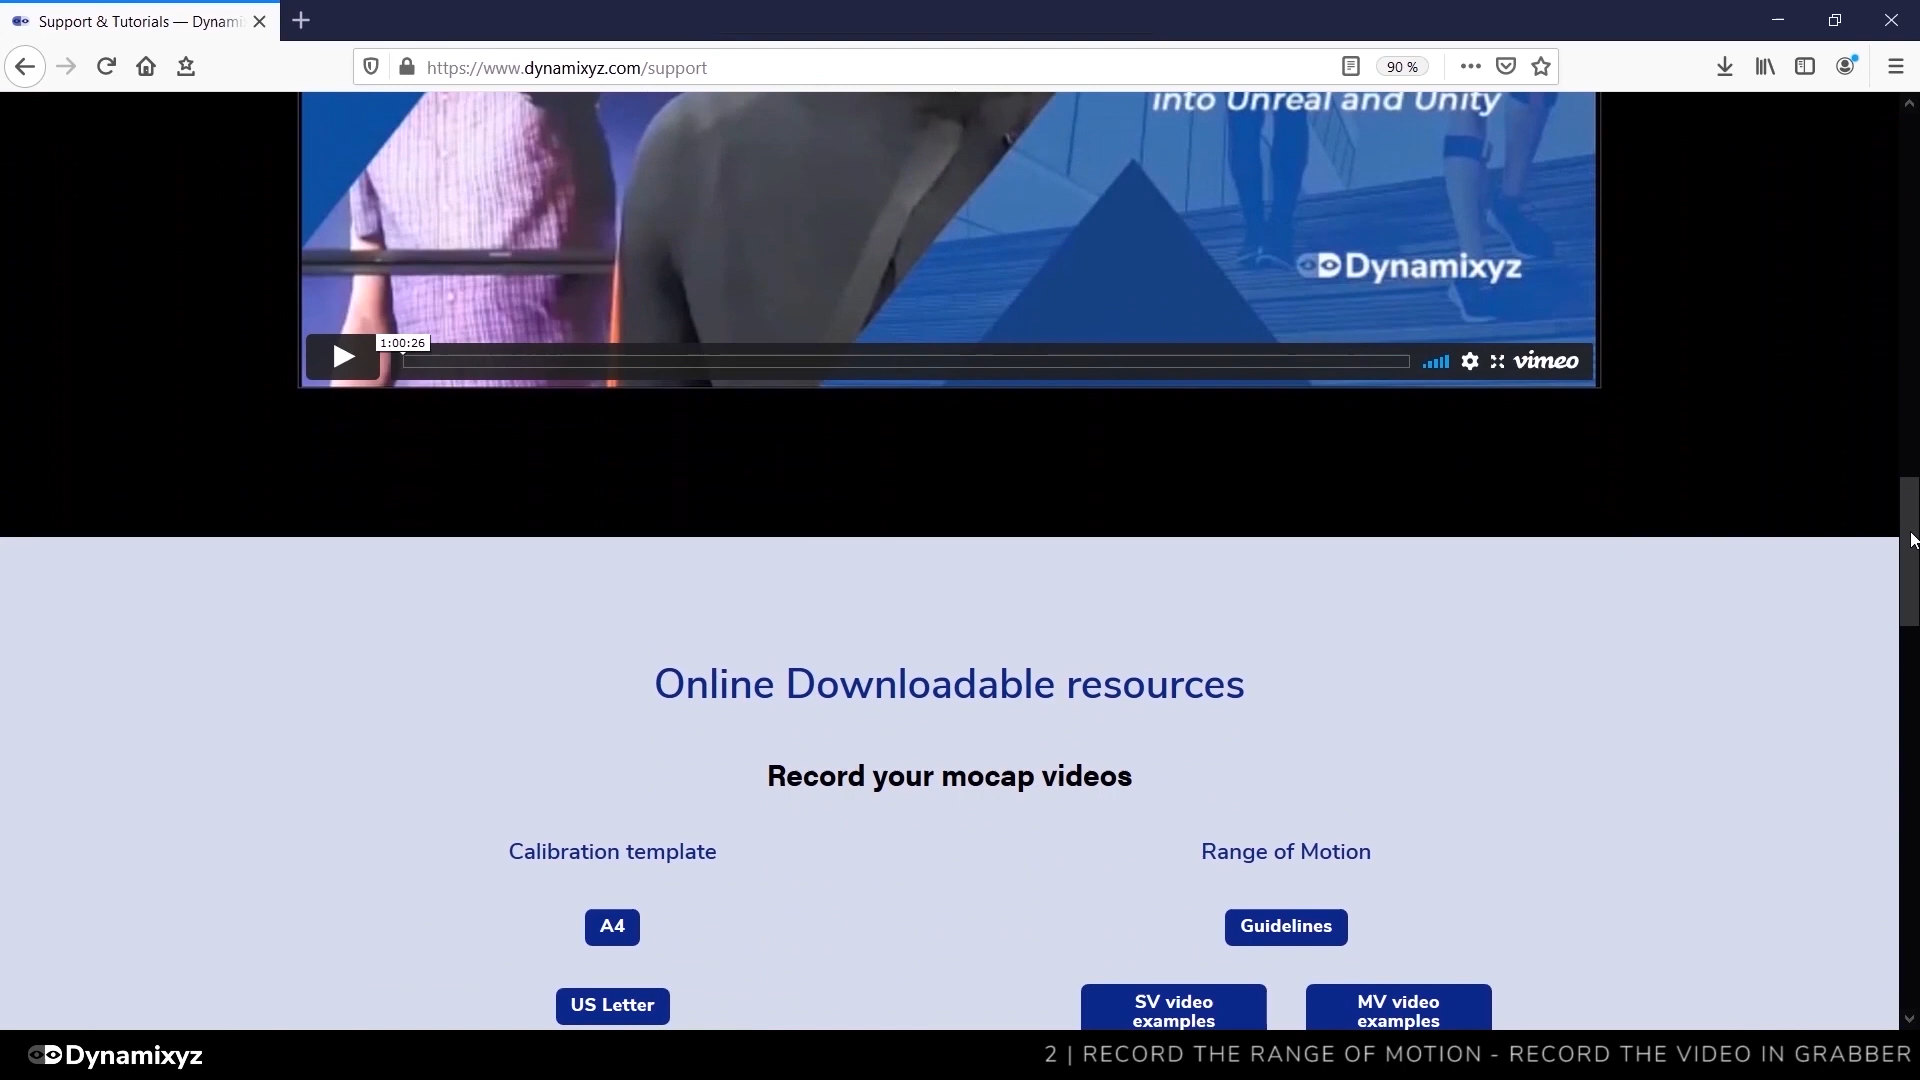 Support & Tutorials — Dynami
https://www.dynamixyz.com/support
90 %
into Unreal and Unity
Dynamixyz
1:00:26
vimeo
Online Downloadable resources
Record your mocap videos
Calibration template
Range of Motion
A4
Guidelines
US Letter
SV video
examples
MV video
examples
Dynamixyz
2 | RECORD THE RANGE OF MOTION - RECORD THE VIDEO IN GRABBER